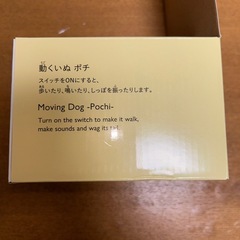 動くいぬ ポチ
スイッチをONにすると、
歩いたり、鳴いたり、しっぽを振ったりします。
Moving Dog -Pochi-
Turn on the switch to make it walk,
make sounds and wag its tail.